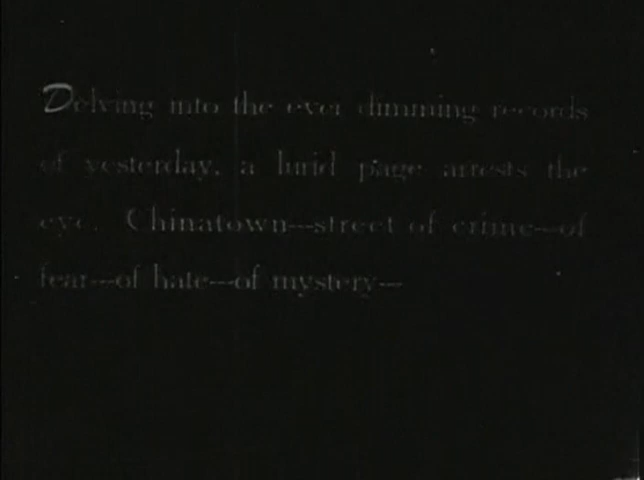 Delving into the ever dimming records
of yesterday, a lurid page arrests the
eye. Chinatown---street of crime---of
fear---of hate---of mystery---